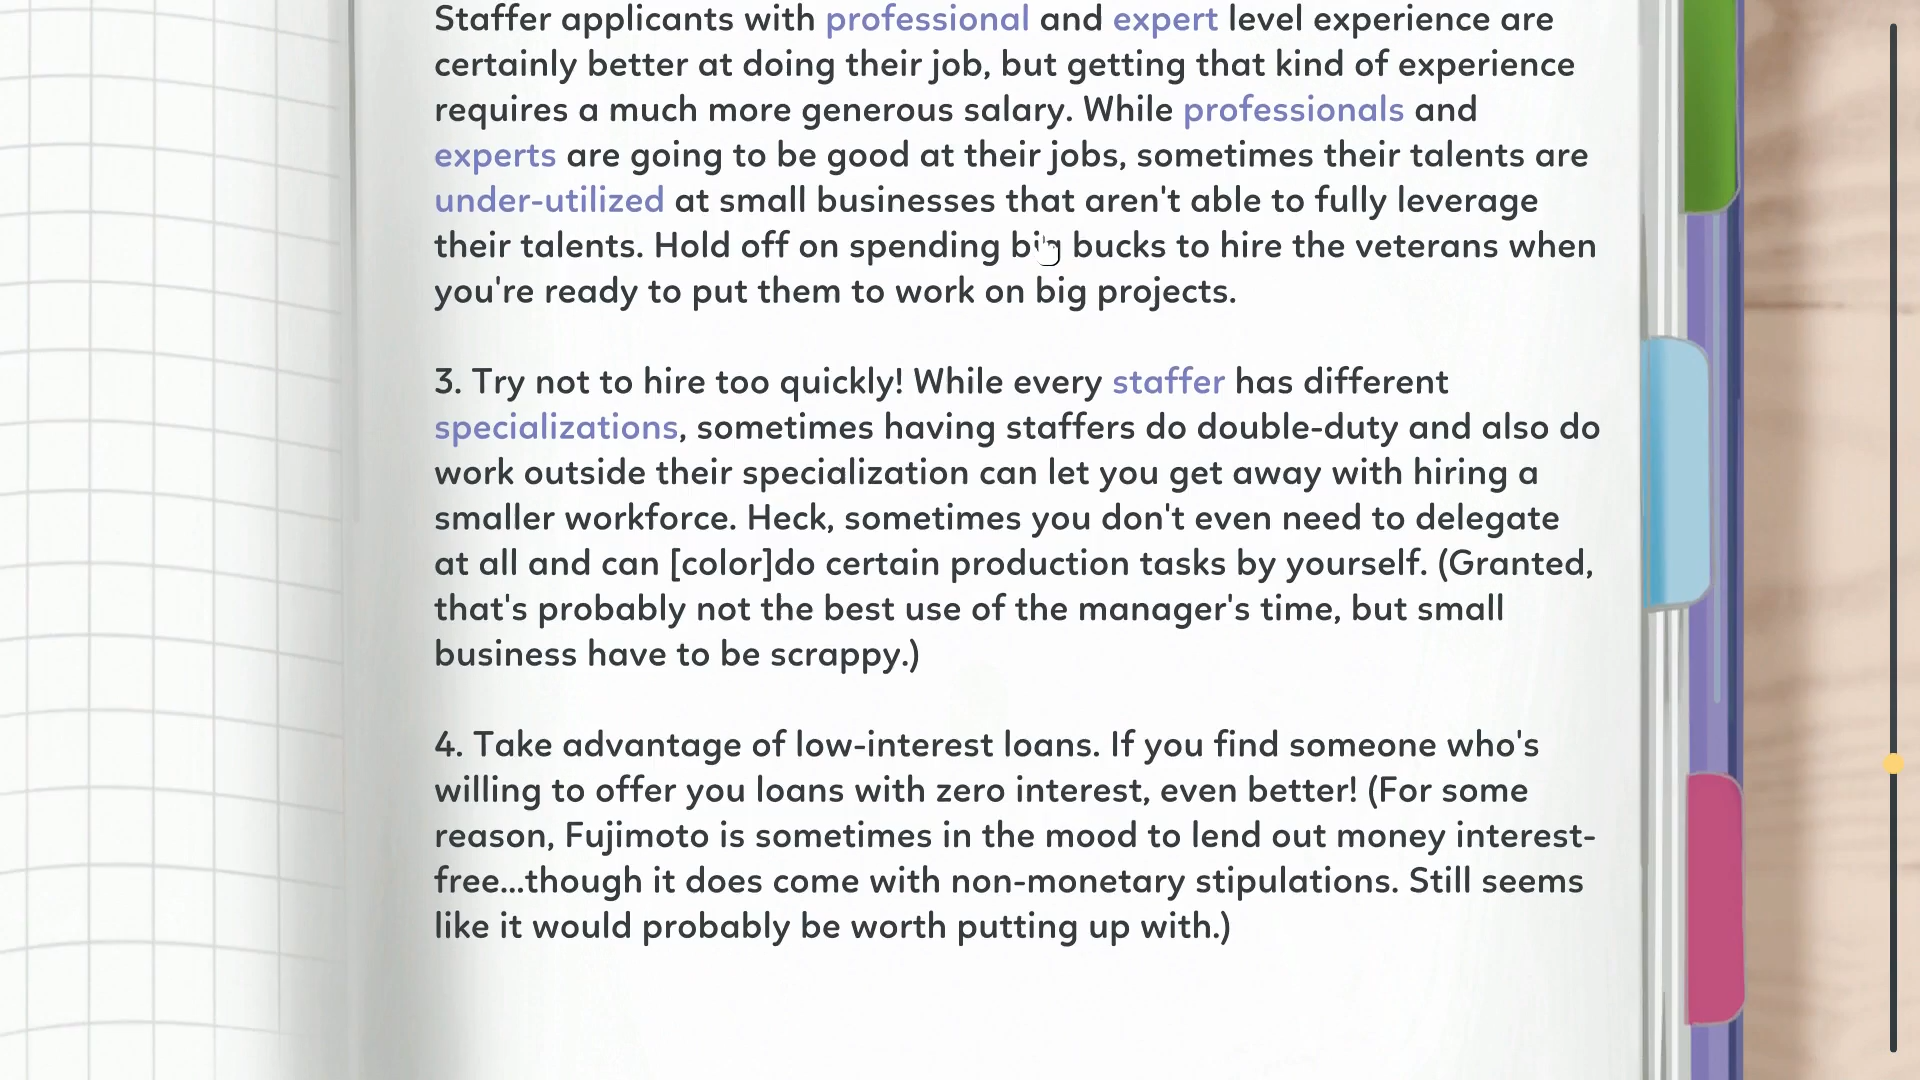 Staffer applicants with professional and expert level experience are
certainly better at doing their job, but getting that kind of experience
requires a much more generous salary. While professionals and
experts are going to be good at their jobs, sometimes their talents are
under-utilized at small businesses that aren't able to fully leverage
their talents. Hold off on spending big bucks to hire the veterans when
you're ready to put them to work on big projects.
3. Try not to hire too quickly! While every staffer has different
specializations, sometimes having staffers do double-duty and also do
work outside their specialization can let you get away with hiring a
smaller workforce. Heck, sometimes you don't even need to delegate
at all and can [color]do certain production tasks by yourself. (Granted,
that's probably not the best use of the manager's time, but small
business have to be scrappy.)
4. Take advantage of low-interest loans. If you find someone who's
willing to offer you loans with zero interest, even better! (For some
reason, Fujimoto is sometimes in the mood to lend out money interest-
free...though it does come with non-monetary stipulations. Still seems
like it would probably be worth putting up with.)